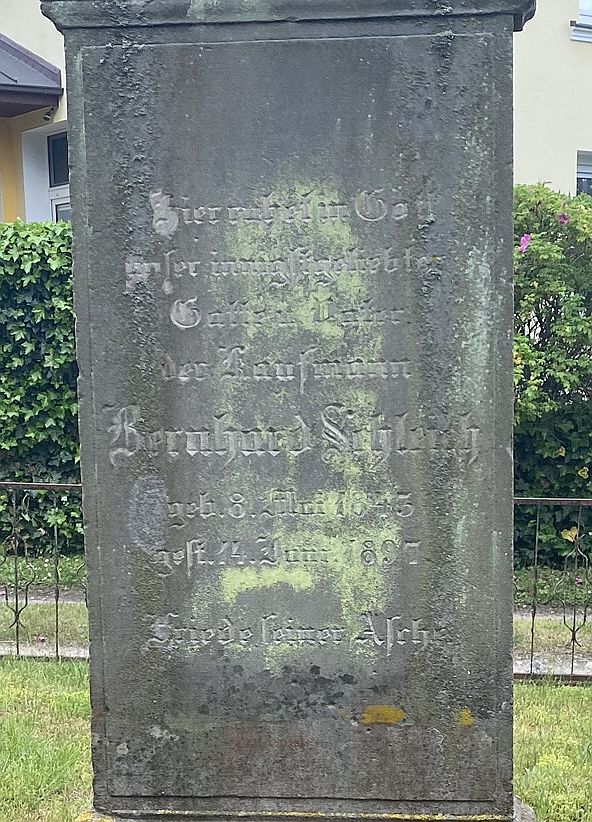 Hier ruhet in Gott
unser innigstgeliebter
Gatte u. Vater
der Kaufmann
Bernhard
geb. 8. Mai 1843
gest. 14. Juni 1897
Friede seiner Asche